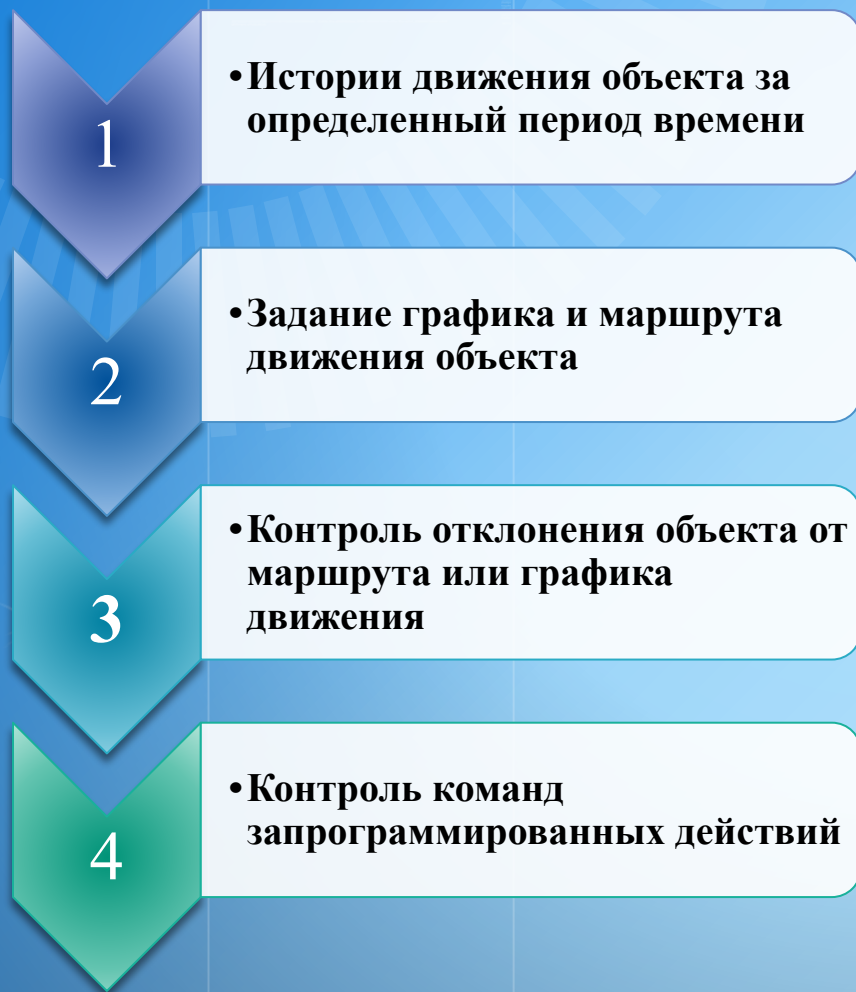 1
•Истории движения объекта за
определенный период времени
2
•Задание графика и маршрута
движения объекта
3
•Контроль отклонения объекта от
маршрута или графика
движения
4
•Контроль команд
запрограммированных действий